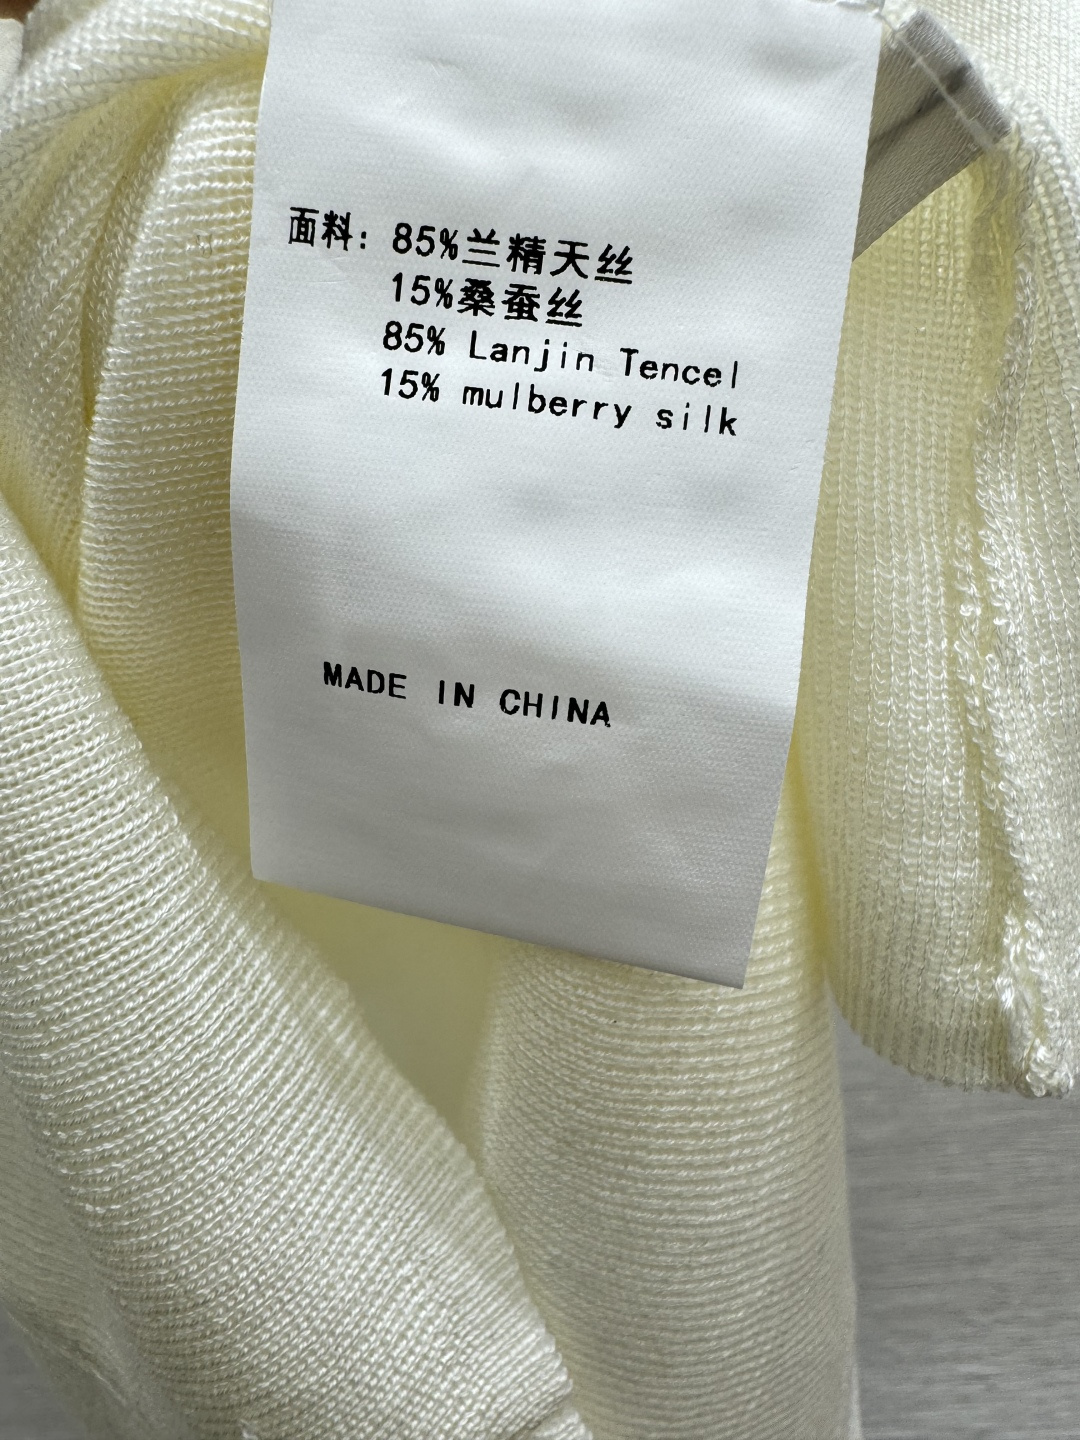 面料: 85%兰精天丝
15%桑蚕丝
85% Lanjin Tencel
15% mulberry silk
MADE IN CHINA